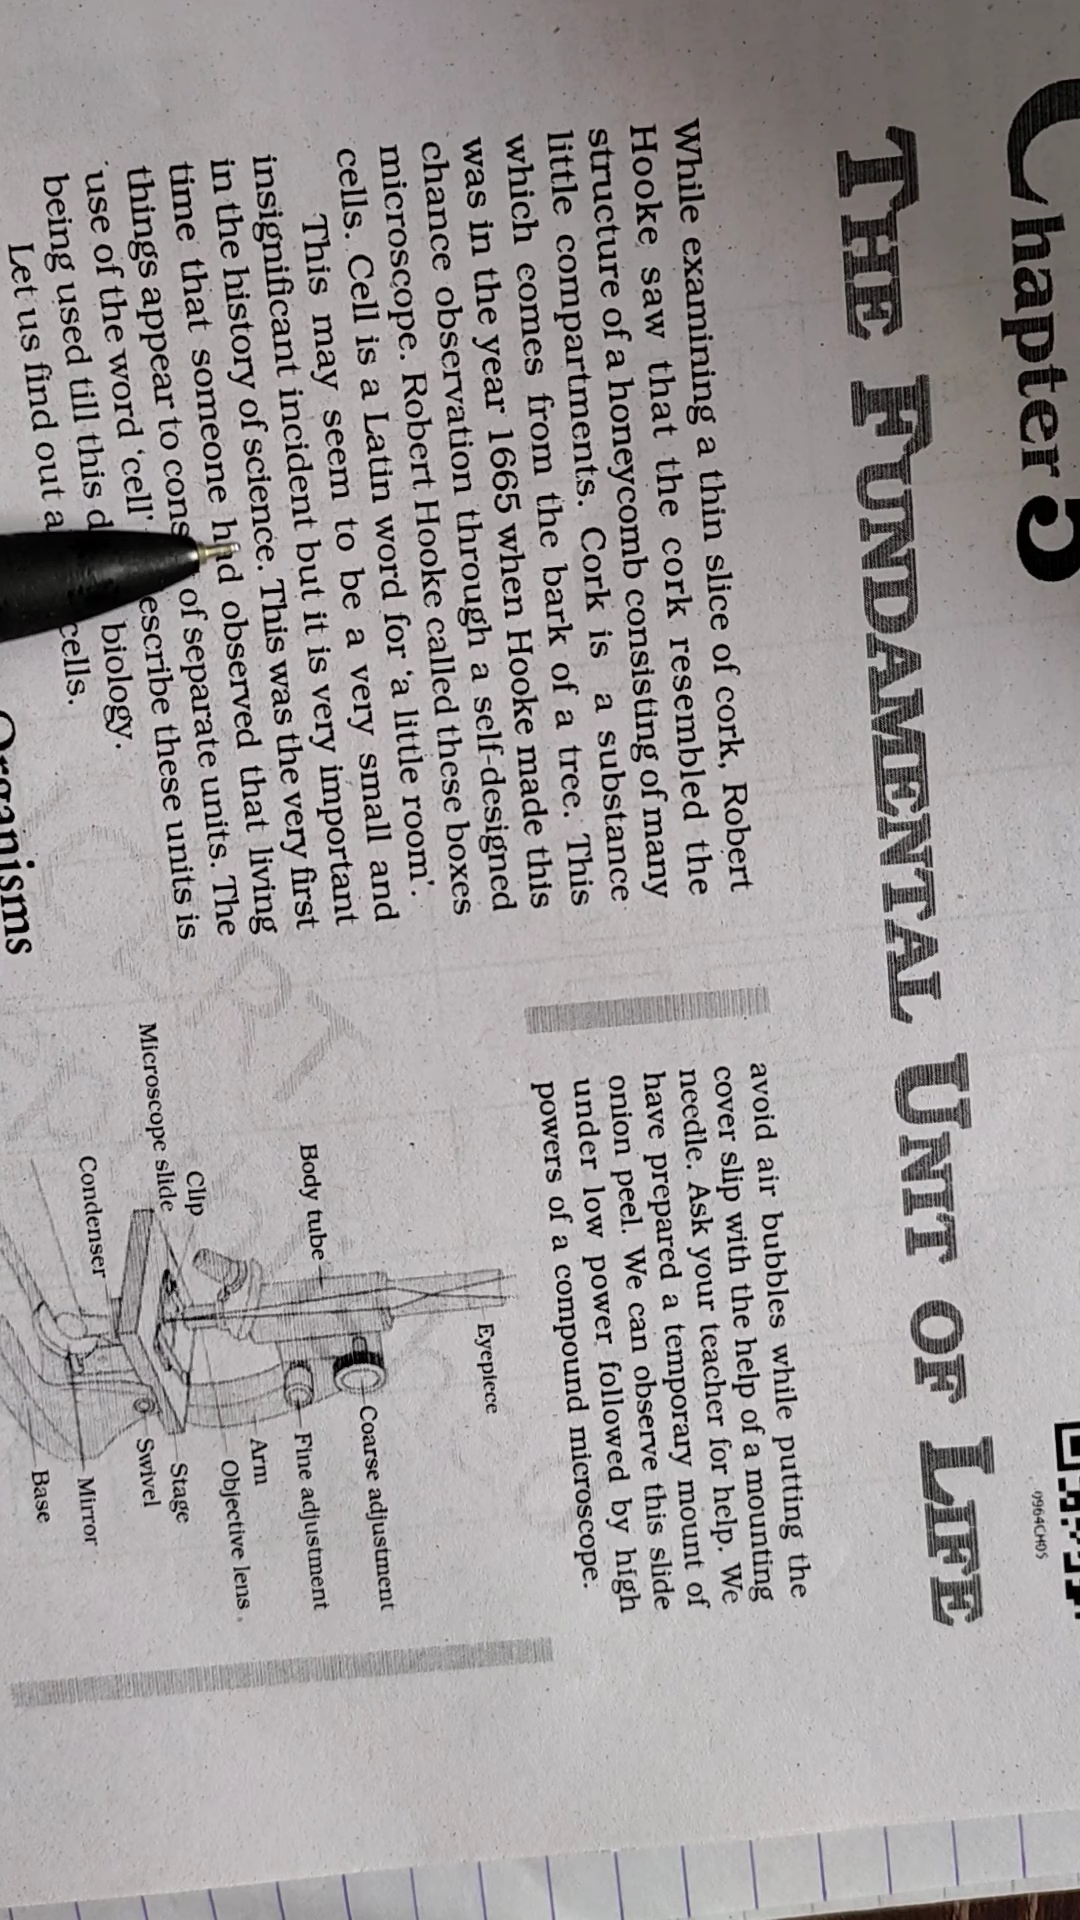 Chapter 5
THE FUNDAMENTAL UNIT OF LIFE
0964CH05
While examining a thin slice of cork, Robert
Hooke saw that the cork resembled the
structure of a honeycomb consisting of many
little compartments. Cork is a substance
which comes from the bark of a tree. This
was in the year 1665 when Hooke made this
chance observation through a self-designed
microscope. Robert Hooke called these boxes
cells. Cell is a Latin word for 'a little room'.
This may seem to be a very small and
insignificant incident but it is very important
in the history of science. This was the very first
time that someone had observed that living
things appear to cons of separate units. The
use of the word 'cell' escribe these units is
being used till this d biology.
Let us find out a cells.
Organisms
avoid air bubbles while putting the
cover slip with the help of a mounting
needle. Ask your teacher for help. We
have prepared a temporary mount of
onion peel. We can observe this slide
under low power followed by high
powers of a compound microscope.
Eyepiece
Coarse adjustment
Body tube
Fine adjustment
Arm
Objective lens
Clip
Stage
Microscope slide
Swivel
Condenser
Mirror
Base